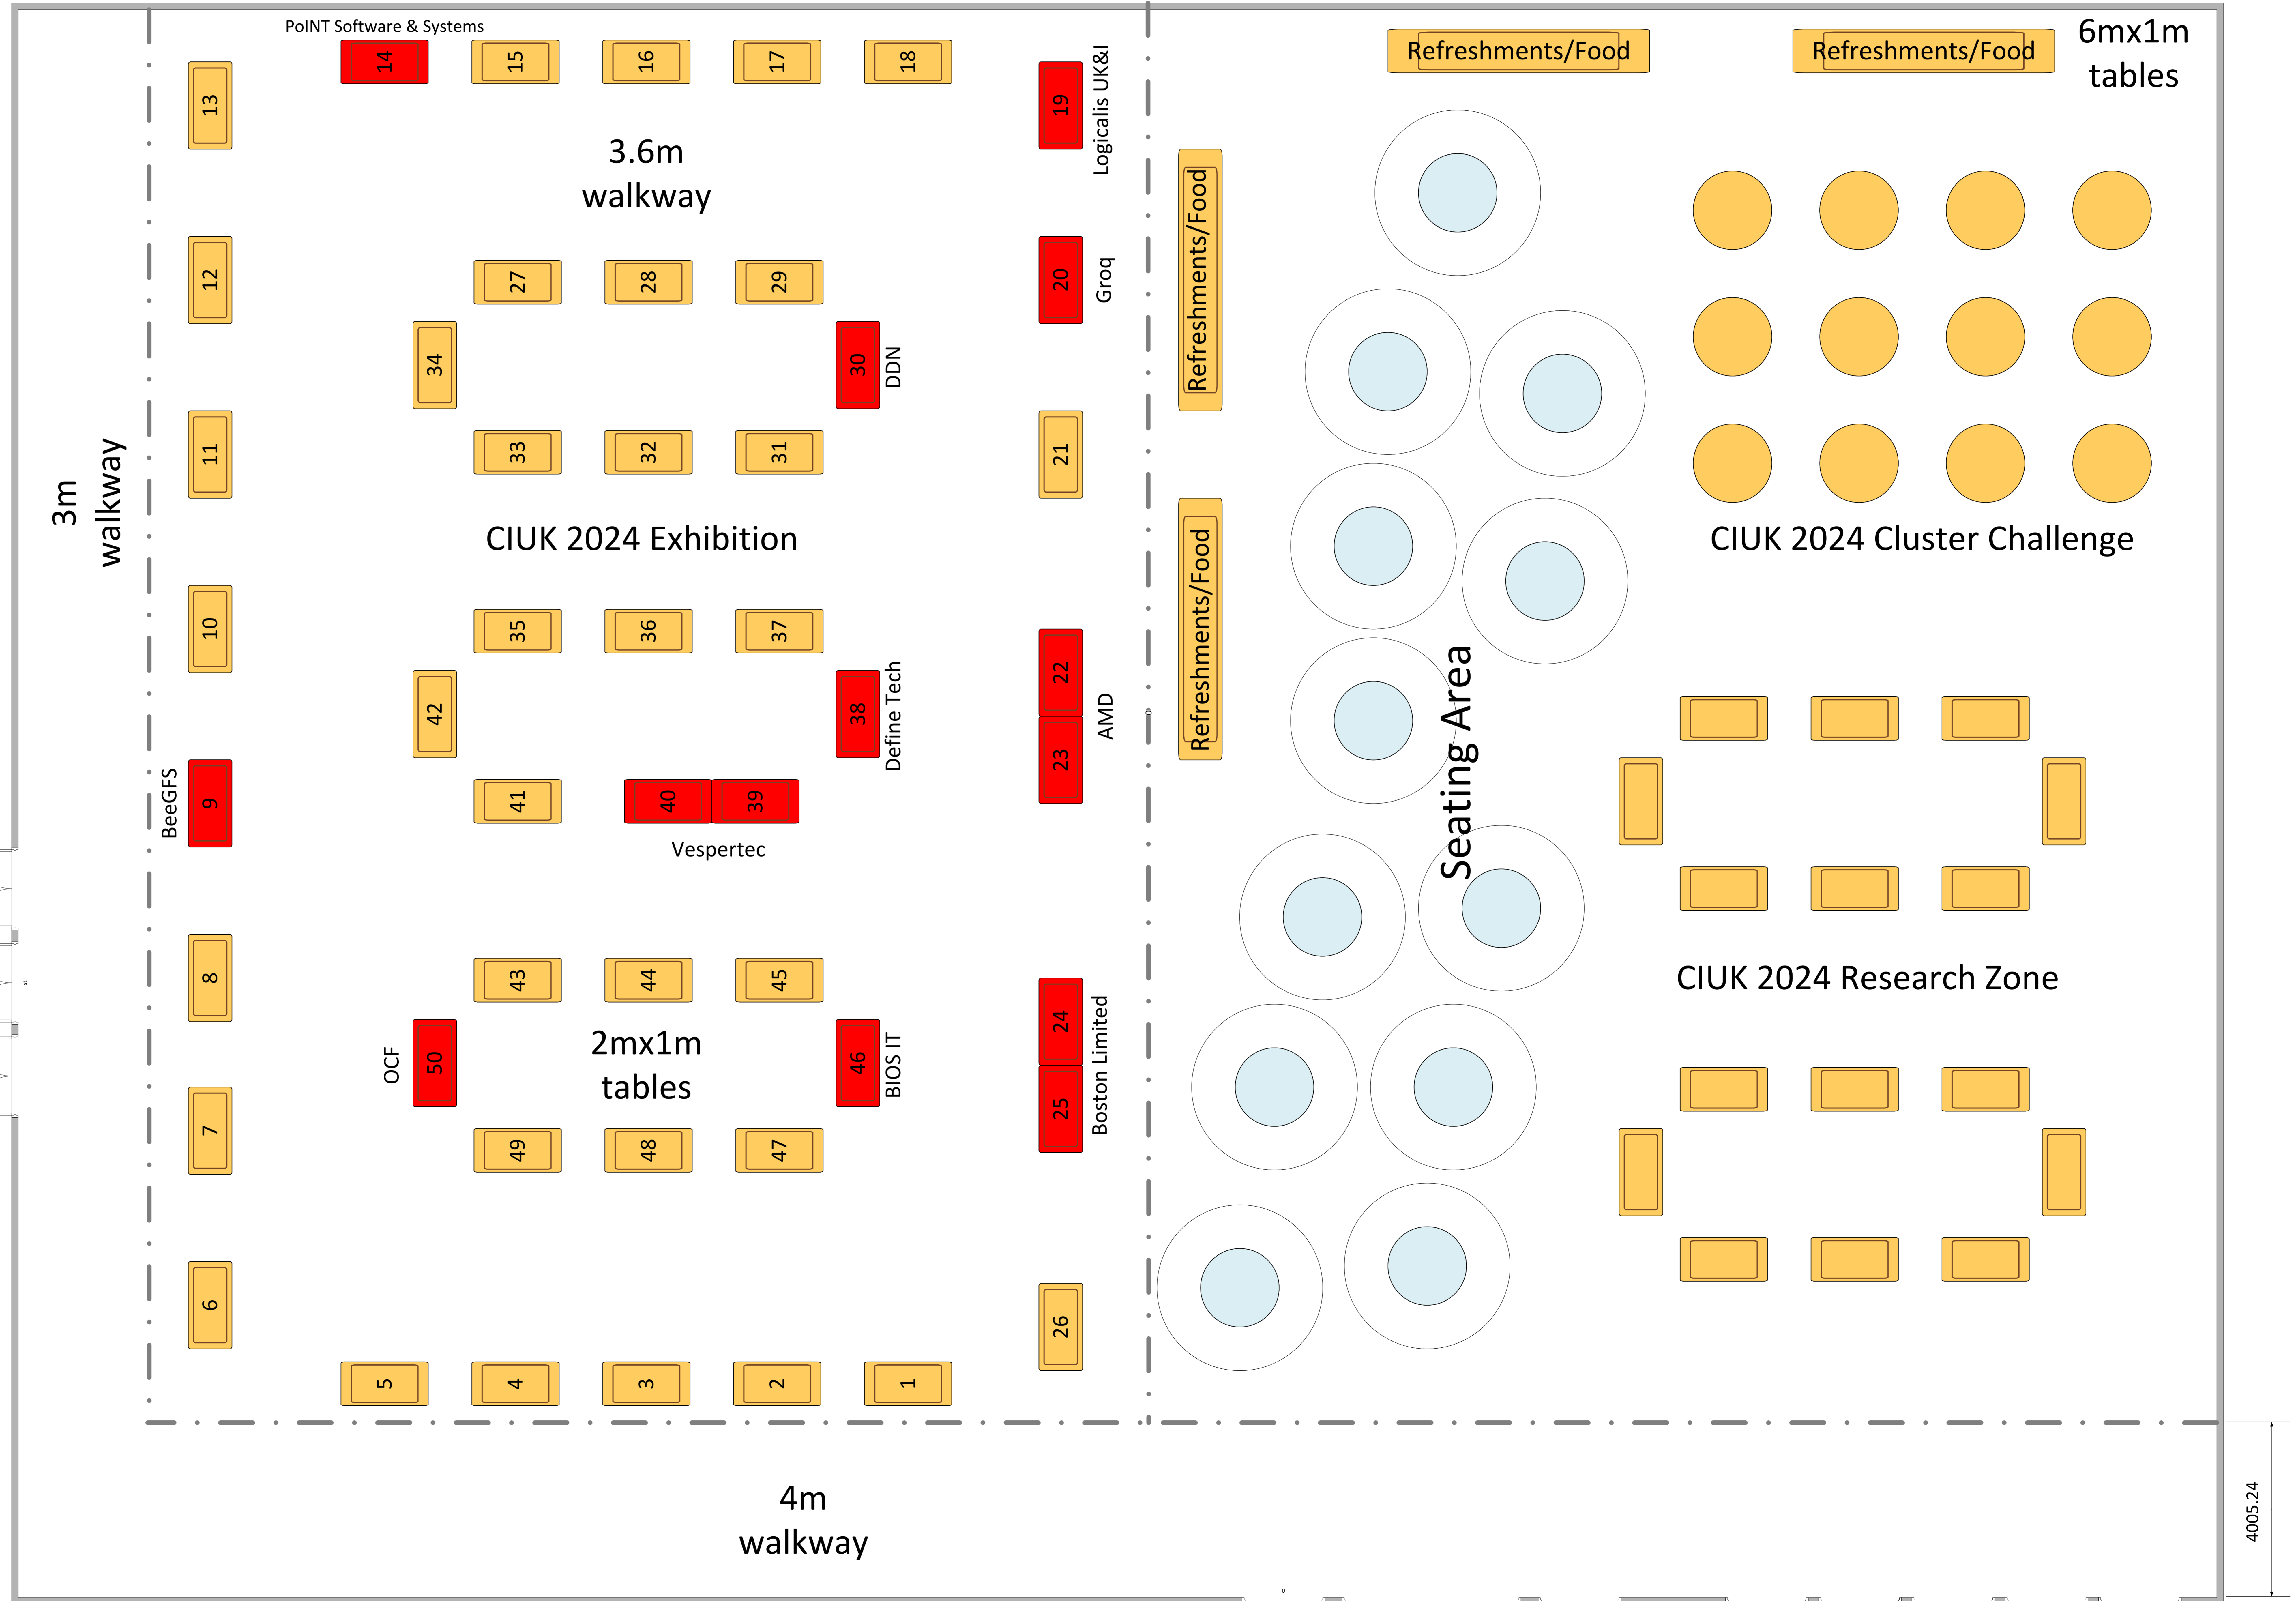 PoINT Software & Systems
14
15
16
17
18
13
19
Logicalis UK&I
3.6m
walkway
12
27
28
29
20
Groq
34
30
DDN
11
33
32
31
21
3m
walkway
CIUK 2024 Exhibition
10
35
36
37
22
23
AMD
42
38
Define Tech
BeeGFS
9
41
40
39
Vespertec
8
43
44
45
24
25
Boston Limited
OCF
50
2mx1m
tables
46
BIOS IT
7
49
48
47
6
26
5
4
3
2
1
4m
walkway
Refreshments/Food
Refreshments/Food
6mx1m
tables
Refreshments/Food
Refreshments/Food
CIUK 2024 Cluster Challenge
Seating Area
CIUK 2024 Research Zone
4005.24
0